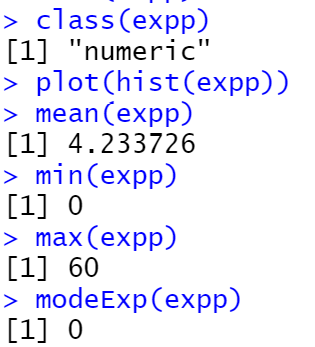 > class(expp)
[1] "numeric"
> plot(hist(expp))
> mean(expp)
[1] 4.233726
> min(expp)
[1] 0
> max(expp)
[1] 60
> modeExp(expp)
[1] 0